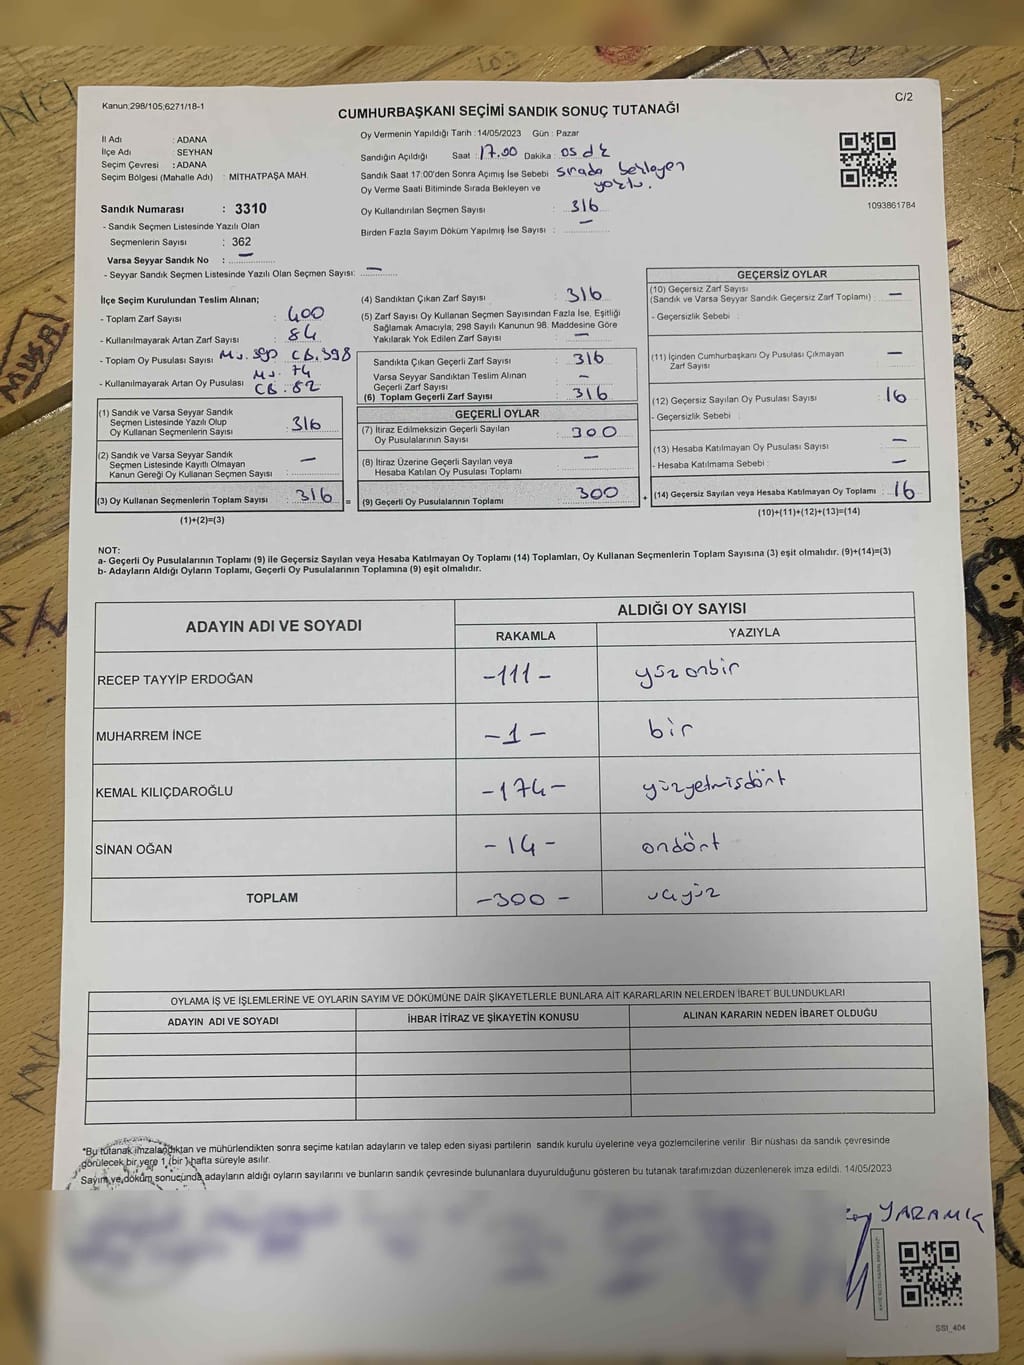 Kanun;298/105;6271/18-1
C/2
CUMHURBAŞKANI SEÇİMİ SANDIK SONUÇ TUTANAĞI
İl Adı : ADANA
İlçe Adı : SEYHAN
Seçim Çevresi : ADANA
Seçim Bölgesi (Mahalle Adı) : MİTHATPAŞA MAH.
Sandık Numarası : 3310
- Sandık Seçmen Listesinde Yazılı Olan
Seçmenlerin Sayısı : 362
Varsa Seyyar Sandık No : —
- Seyyar Sandık Seçmen Listesinde Yazılı Olan Seçmen Sayısı: —
Oy Vermenin Yapıldığı Tarih : 14/05/2023 Gün : Pazar
Sandığın Açıldığı Saat : 17.00 Dakika
Sandık Saat 17:00'den Sonra Açımış İse Sebebi sırada bekleyen
Oy Verme Saati Bitiminde Sırada Bekleyen ve yoktu.
Oy Kullandırılan Seçmen Sayısı : 316
Birden Fazla Sayım Döküm Yapılmış İse Sayısı : —
1093861784
İlçe Seçim Kurulundan Teslim Alınan;
- Toplam Zarf Sayısı : 400
- Kullanılmayarak Artan Zarf Sayısı : 84
- Toplam Oy Pusulası Sayısı Mv. 390 CB. 398
- Kullanılmayarak Artan Oy Pusulası Mv. 74
CB. 82
(1) Sandık ve Varsa Seyyar Sandık
Seçmen Listesinde Yazılı Olup
Oy Kullanan Seçmenlerin Sayısı : 316
(2) Sandık ve Varsa Seyyar Sandık
Seçmen Listesinde Kayıtlı Olmayan
Kanun Gereği Oy Kullanan Seçmen Sayısı : —
(3) Oy Kullanan Seçmenlerin Toplam Sayısı : 316 =
(1)+(2)=(3)
(4) Sandıktan Çıkan Zarf Sayısı : 316
(5) Zarf Sayısı Oy Kullanan Seçmen Sayısından Fazla İse, Eşitliği
Sağlamak Amacıyla; 298 Sayılı Kanunun 98. Maddesine Göre
Yakılarak Yok Edilen Zarf Sayısı : —
Sandıkta Çıkan Geçerli Zarf Sayısı : 316
Varsa Seyyar Sandıktan Teslim Alınan
Geçerli Zarf Sayısı : —
(6) Toplam Geçerli Zarf Sayısı : 316
GEÇERLİ OYLAR
(7) İtiraz Edilmeksizin Geçerli Sayılan
Oy Pusulalarının Sayısı : 300
(8) İtiraz Üzerine Geçerli Sayılan veya
Hesaba Katılan Oy Pusulası Toplamı : —
(9) Geçerli Oy Pusulalarının Toplamı : 300 +
GEÇERSİZ OYLAR
(10) Geçersiz Zarf Sayısı
(Sandık ve Varsa Seyyar Sandık Geçersiz Zarf Toplamı) : —
- Geçersizlik Sebebi :
(11) İçinden Cumhurbaşkanı Oy Pusulası Çıkmayan
Zarf Sayısı : —
(12) Geçersiz Sayılan Oy Pusulası Sayısı : 16
- Geçersizlik Sebebi :
(13) Hesaba Katılmayan Oy Pusulası Sayısı : —
- Hesaba Katılmama Sebebi : —
(14) Geçersiz Sayılan veya Hesaba Katılmayan Oy Toplamı : 16
(10)+(11)+(12)+(13)=(14)
NOT:
a- Geçerli Oy Pusulalarının Toplamı (9) ile Geçersiz Sayılan veya Hesaba Katılmayan Oy Toplamı (14) Toplamları, Oy Kullanan Seçmenlerin Toplam Sayısına (3) eşit olmalıdır. (9)+(14)=(3)
b- Adayların Aldığı Oyların Toplamı, Geçerli Oy Pusulalarının Toplamına (9) eşit olmalıdır.
ADAYIN ADI VE SOYADI
ALDIĞI OY SAYISI
RAKAMLA YAZIYLA
RECEP TAYYİP ERDOĞAN -111- yüzonbir
MUHARREM İNCE -1- bir
KEMAL KILIÇDAROĞLU -174- yüzyetmişdört
SİNAN OĞAN -14- ondört
TOPLAM -300- üçyüz
OYLAMA İŞ VE İŞLEMLERİNE VE OYLARIN SAYIM VE DÖKÜMÜNE DAİR ŞİKAYETLERLE BUNLARA AİT KARARLARIN NELERDEN İBARET BULUNDUKLARI
ADAYIN ADI VE SOYADI İHBAR İTİRAZ VE ŞİKAYETİN KONUSU ALINAN KARARIN NEDEN İBARET OLDUĞU
*Bu tutanak imzalandıktan ve mühürlendikten sonra seçime katılan adayların ve talep eden siyasi partilerin sandık kurulu üyelerine veya gözlemcilerine verilir. Bir nüshası da sandık çevresinde
görülecek bir yere 1 (bir) hafta süreyle asılır.
Sayım ve döküm sonucunda adayların aldığı oyların sayılarını ve bunların sandık çevresinde bulunanlara duyurulduğunu gösteren bu tutanak tarafımızdan düzenlenerek imza edildi. 14/05/2023
YARAMIŞ
SSI_404